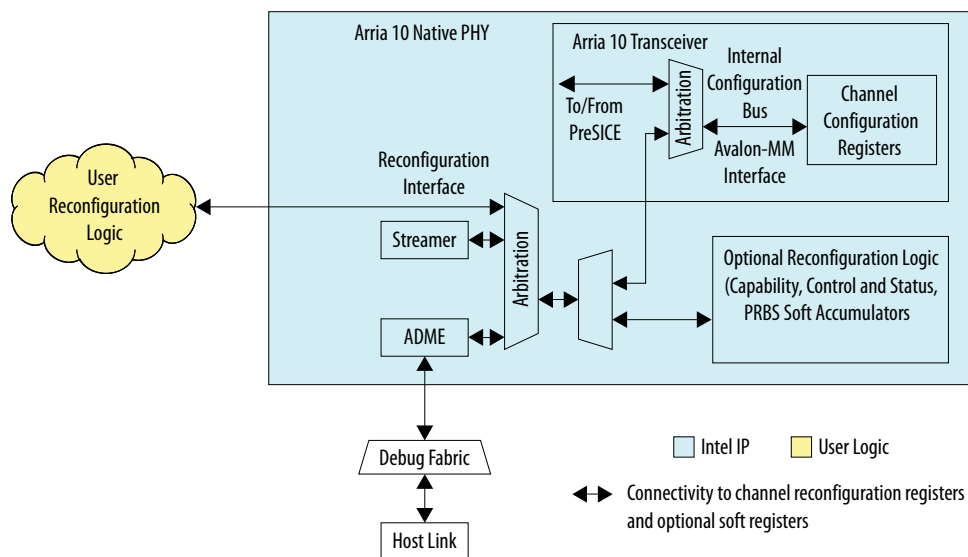 Arria 10 Native PHY
Arria 10 Transceiver
To/From
PreSICE
Arbitration
Internal
Configuration
Bus
Avalon-MM
Interface
Channel
Configuration
Registers
User
Reconfiguration
Logic
Reconfiguration
Interface
Streamer
ADME
Arbitration
Optional Reconfiguration Logic
(Capability, Control and Status,
PRBS Soft Accumulators
Debug Fabric
Host Link
Intel IP
User Logic
Connectivity to channel reconfiguration registers
and optional soft registers